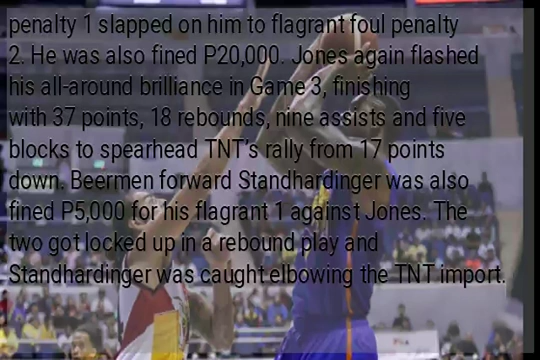 penalty 1 slapped on him to flagrant foul penalty
2. He was also fined P20,000. Jones again flashed
his all-around brilliance in Game 3, finishing
with 37 points, 18 rebounds, nine assists and five
blocks to spearhead TNT's rally from 17 points
down. Beermen forward Standhardinger was also
fined P5,000 for his flagrant 1 against Jones. The
two got locked up in a rebound play and
Standhardinger was caught elbowing the TNT import.